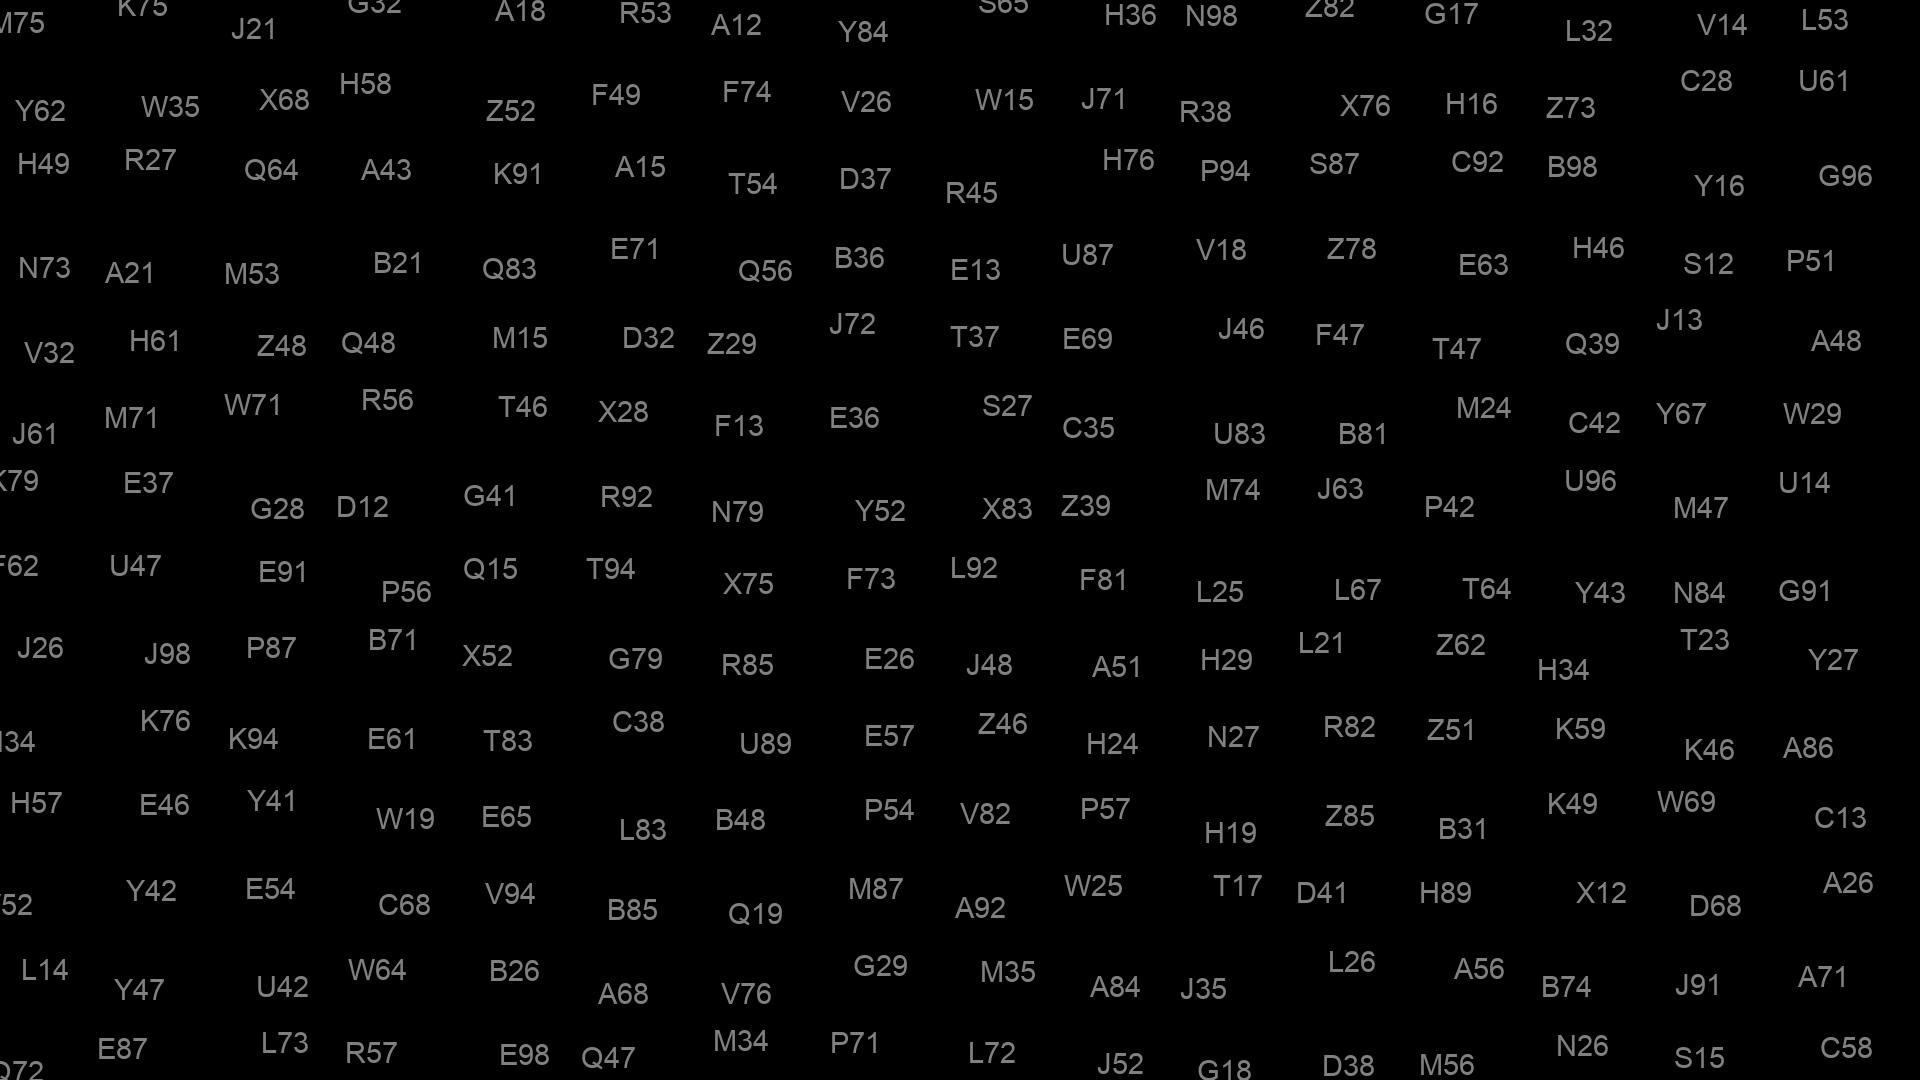 M75 K75 J21 G32 A18 R53 A12 Y84 S65 H36 N98 Z82 G17 L32 V14 L53
Y62 W35 X68 H58 Z52 F49 F74 V26 W15 J71 R38 X76 H16 Z73 C28 U61
H49 R27 Q64 A43 K91 A15 T54 D37 R45 H76 P94 S87 C92 B98 Y16 G96
N73 A21 M53 B21 Q83 E71 Q56 B36 E13 U87 V18 Z78 E63 H46 S12 P51
V32 H61 Z48 Q48 M15 D32 Z29 J72 T37 E69 J46 F47 T47 Q39 J13 A48
J61 M71 W71 R56 T46 X28 F13 E36 S27 C35 U83 B81 M24 C42 Y67 W29
K79 E37 G28 D12 G41 R92 N79 Y52 X83 Z39 M74 J63 P42 U96 M47 U14
F62 U47 E91 P56 Q15 T94 X75 F73 L92 F81 L25 L67 T64 Y43 N84 G91
J26 J98 P87 B71 X52 G79 R85 E26 J48 A51 H29 L21 Z62 H34 T23 Y27
K76 K94 E61 T83 C38 U89 E57 Z46 H24 N27 R82 Z51 K59 K46 A86
H57 E46 Y41 W19 E65 L83 B48 P54 V82 P57 H19 Z85 B31 K49 W69 C13
Y42 E54 C68 V94 B85 Q19 M87 A92 W25 T17 D41 H89 X12 D68 A26
L14 Y47 U42 W64 B26 A68 V76 G29 M35 A84 J35 L26 A56 B74 J91 A71
Q72 E87 L73 R57 E98 Q47 M34 P71 L72 J52 G18 D38 M56 N26 S15 C58